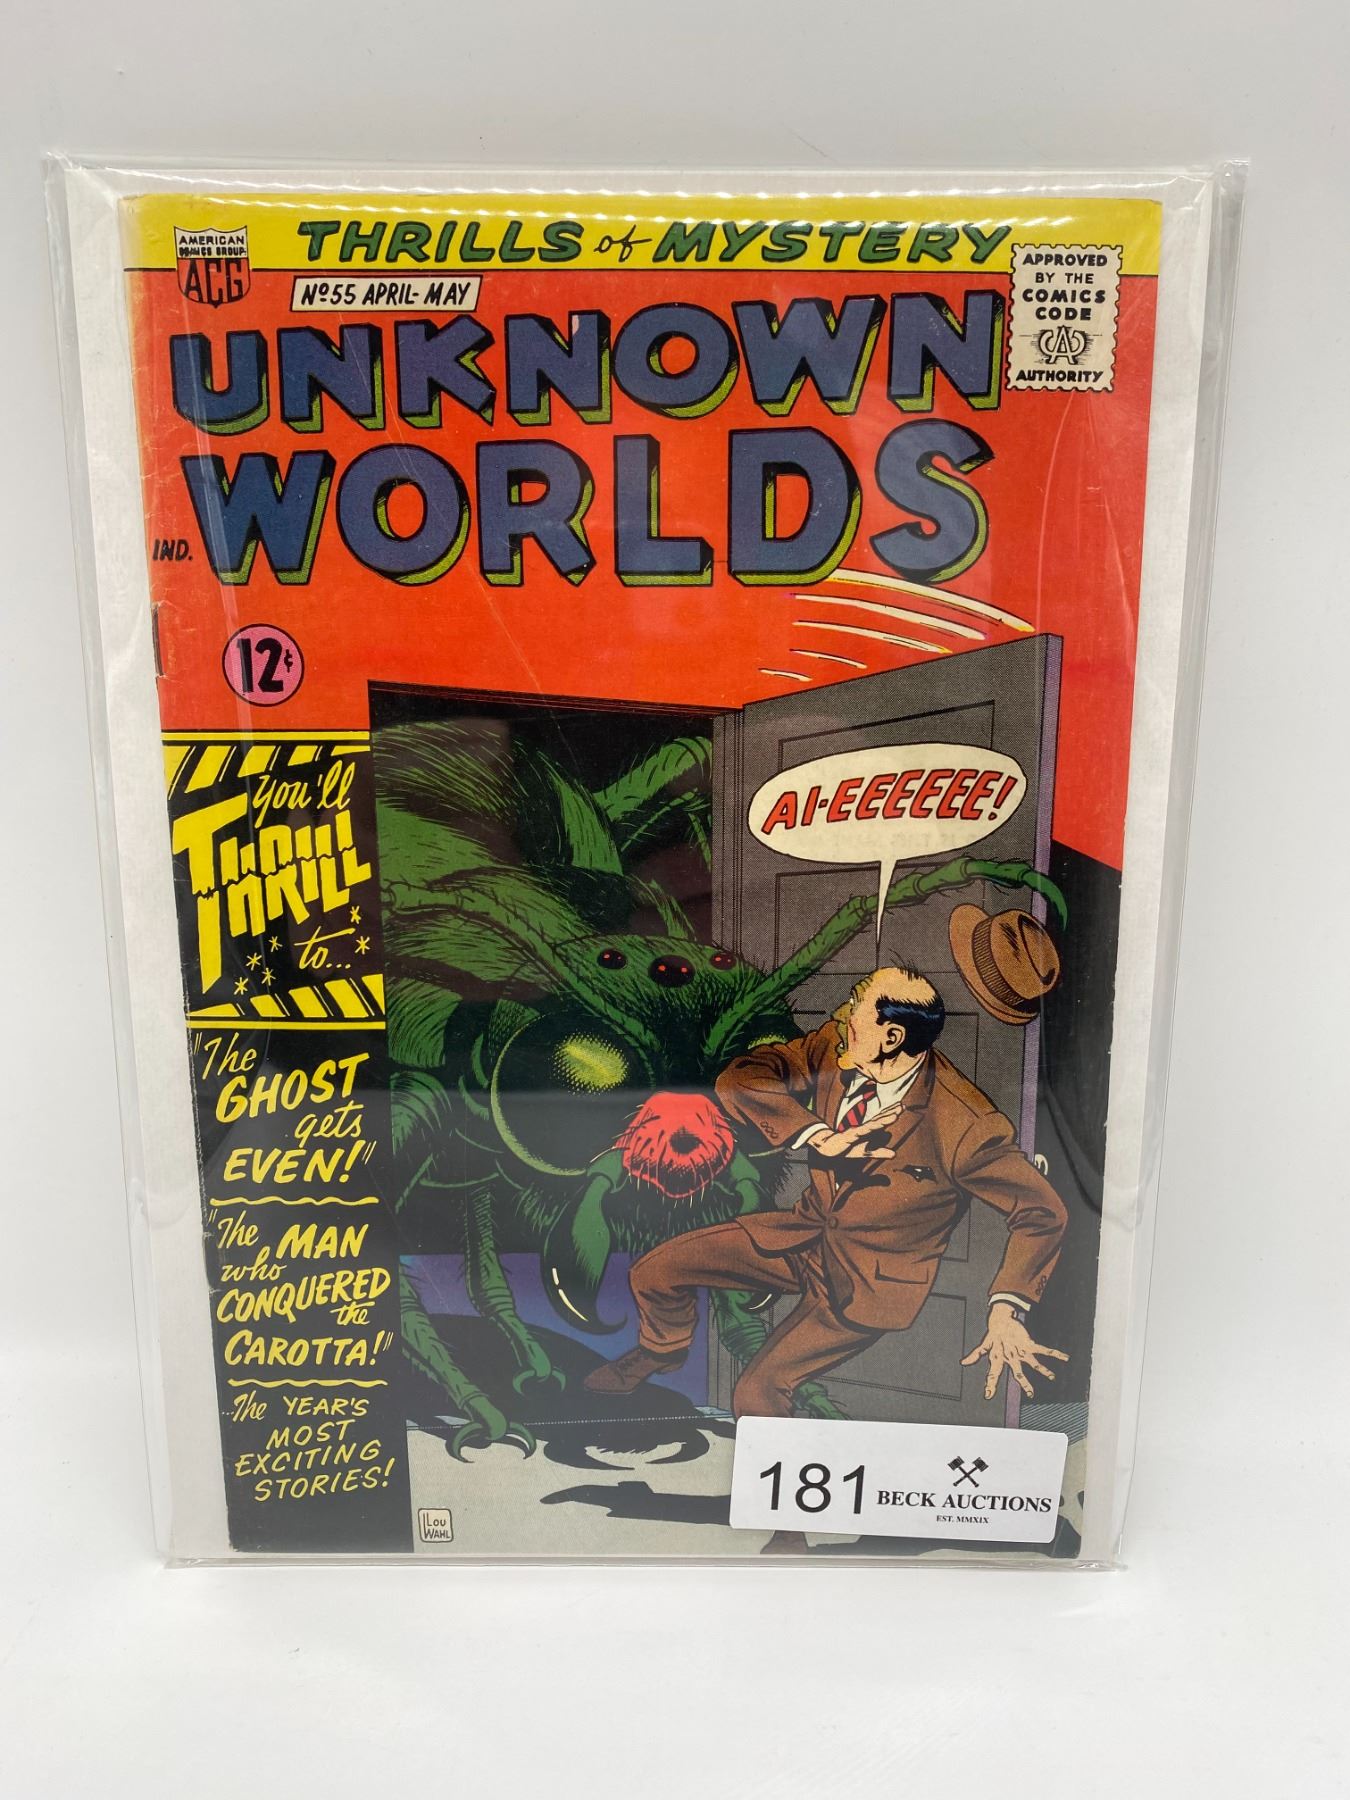 THRILLS of MYSTERY
AMERICAN
COMICS GROUP
ACG
Nº55 APRIL-MAY
APPROVED
BY THE
COMICS
CODE
CA
AUTHORITY
UNKNOWN
WORLDS
IND.
12¢
You'll
THRILL
to...
AI-EEEEEEE!
"The
GHOST
gets
EVEN!"
"The MAN
who
CONQUERED
the
CAROTTA!"
...The YEAR'S
MOST
EXCITING
STORIES!
LOU
WAHL
181
BECK AUCTIONS
EST. MMXIX